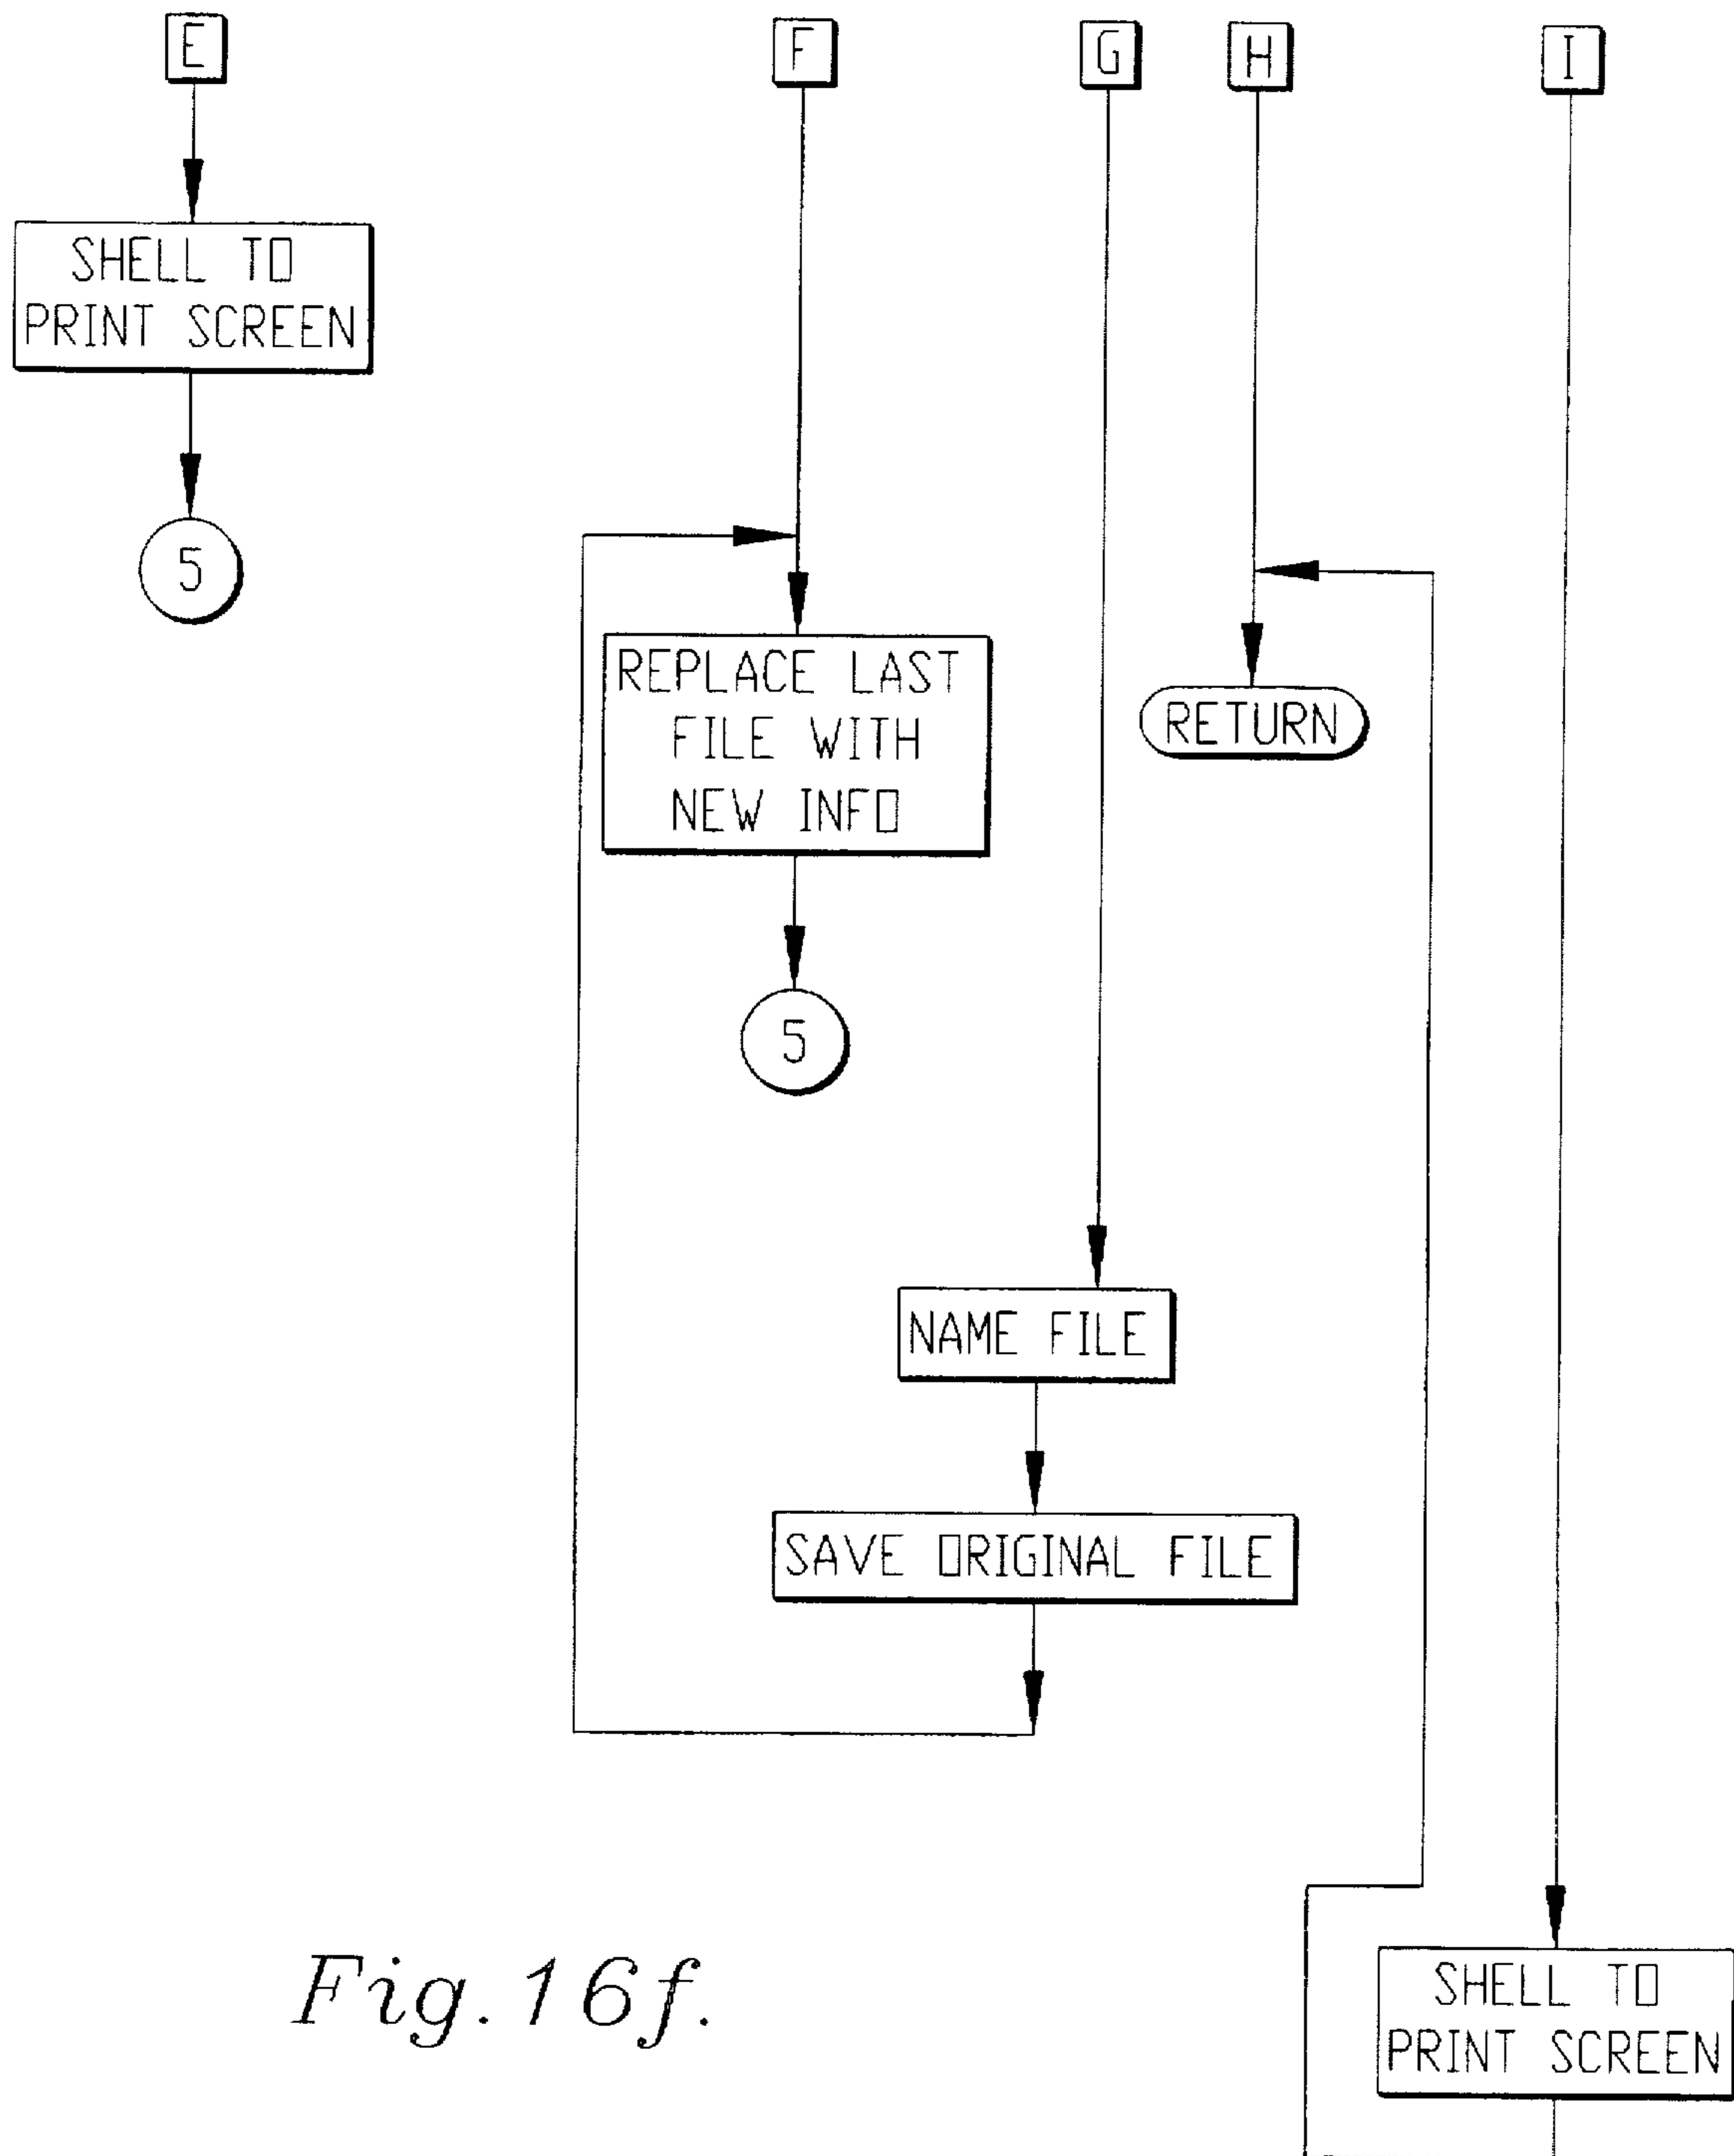 E
F
G
H
I
SHELL TO
PRINT SCREEN
5
REPLACE LAST
FILE WITH
NEW INFO
RETURN
5
NAME FILE
SAVE ORIGINAL FILE
SHELL TO
PRINT SCREEN
Fig. 16f.